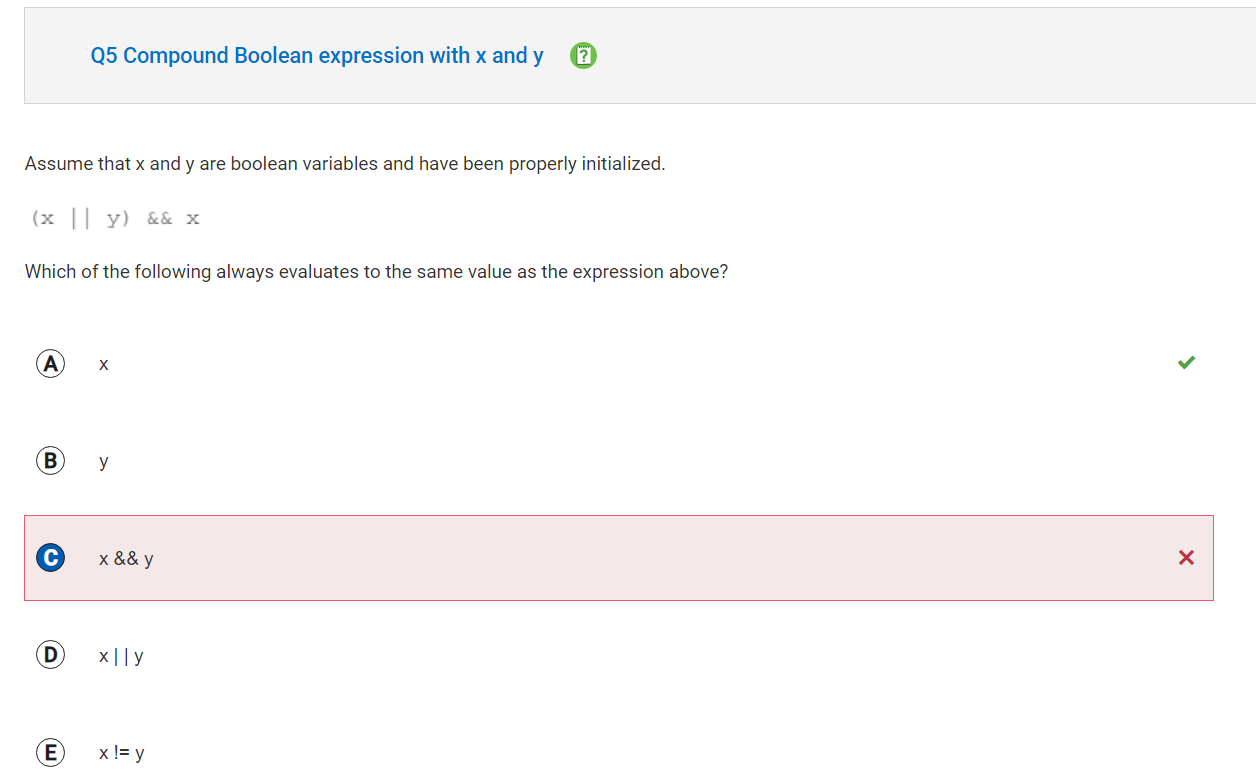 Q5 Compound Boolean expression with x and y ?
Assume that x and y are boolean variables and have been properly initialized.
(x || y) && x
Which of the following always evaluates to the same value as the expression above?
A x
B y
C x && y
D x || y
E x != y